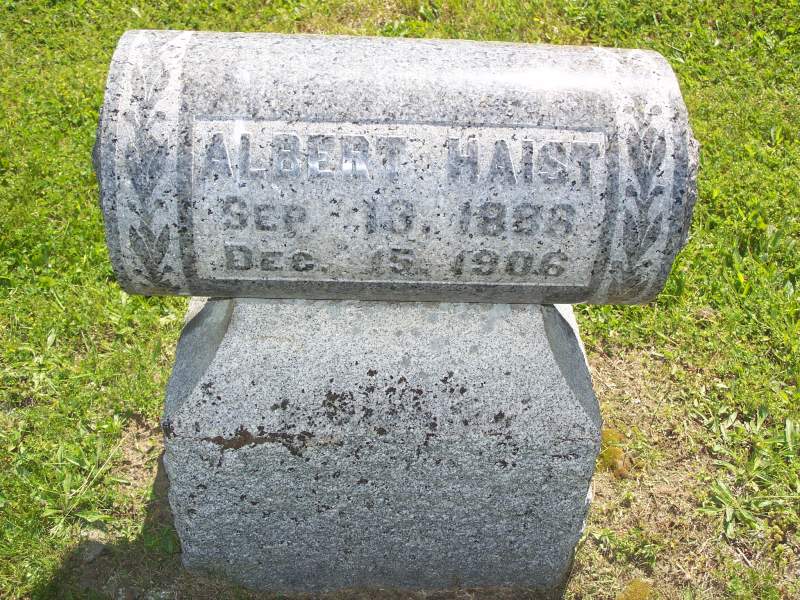 ALBERT HAIST
SEP. 13. 1886
DEC. 15. 1906